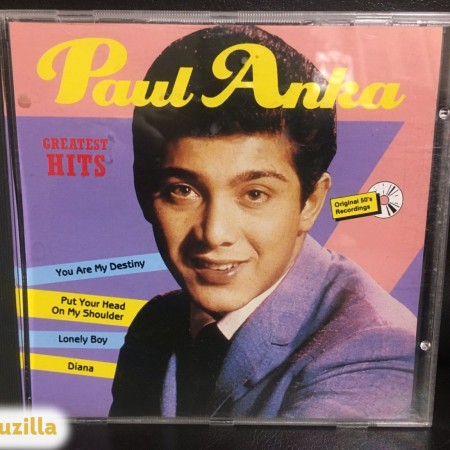 Paul Anka
GREATEST
HITS
Original 50's
Recordings
You Are My Destiny
Put Your Head
On My Shoulder
Lonely Boy
Diana
uzilla